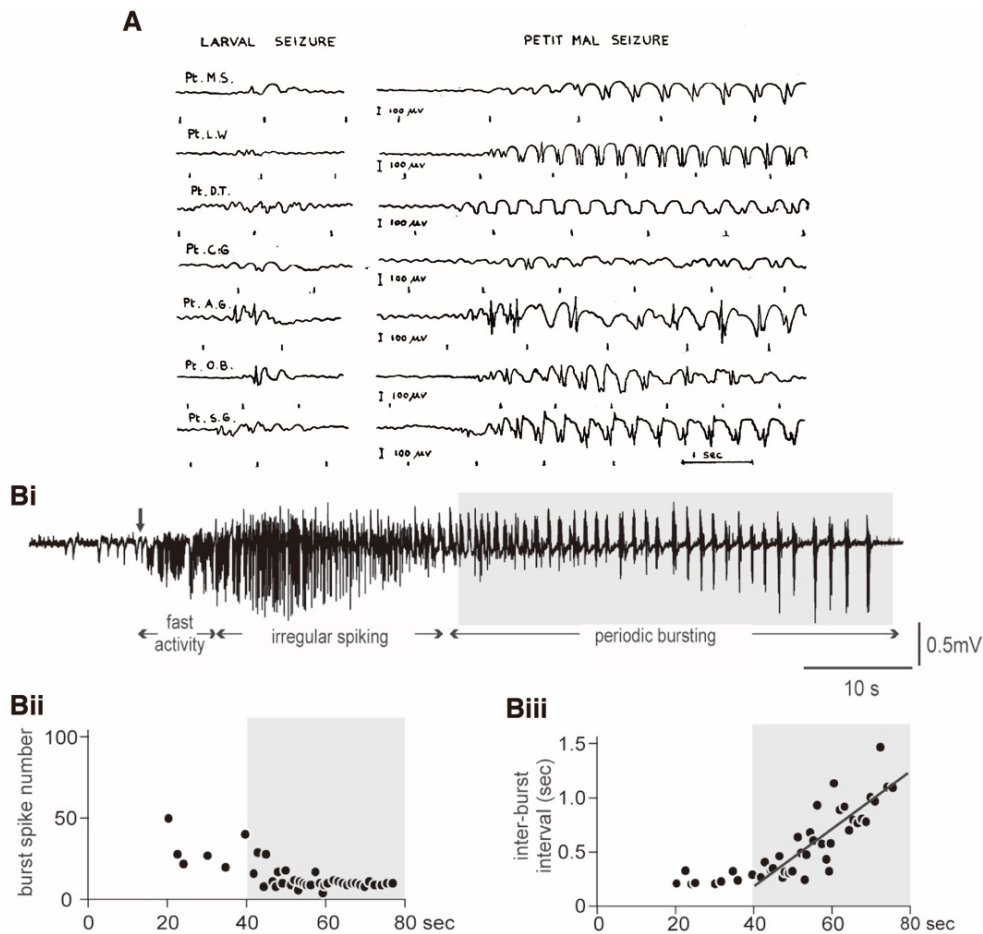 A
LARVAL SEIZURE
PETIT MAL SEIZURE
Pt. M.S.
100 μv
Pt. L.W
100 μv
Pt. D.T.
100 μv
Pt. C.G
100 μv
Pt. A.G.
100 μv
Pt. O.B.
100 μv
Pt. S.G.
100 μv
1 sec
Bi
fast
activity
irregular spiking
periodic bursting
0.5mV
10 s
Bii
burst spike number
100
50
0
0 20 40 60 80 sec
Biii
inter-burst
interval (sec)
1.5
1.0
0.5
0
0 20 40 60 80 sec